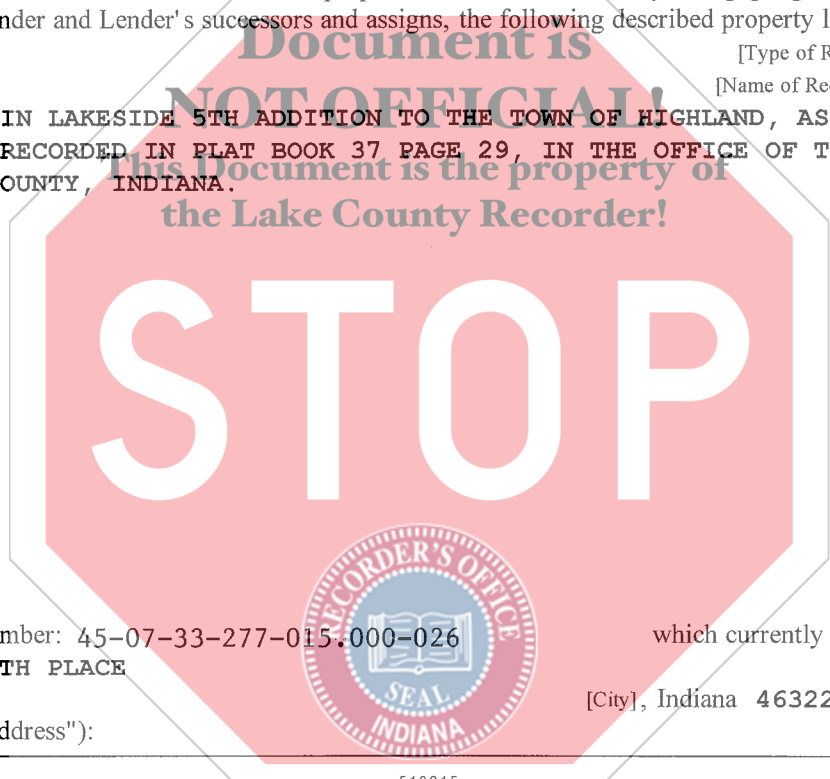 nder and Lender's successors and assigns, the following described property l
Document is
[Type of R
[Name of Re
NOT OFFICIAL!
IN LAKESIDE 5TH ADDITION TO THE TOWN OF HIGHLAND, AS
RECORDED IN PLAT BOOK 37 PAGE 29, IN THE OFFICE OF T
This Document is the property of
OUNTY, INDIANA.
the Lake County Recorder!
STOP
RECORDER'S OFFICE
SEAL
INDIANA
mber: 45-07-33-277-015.000-026 which currently
TH PLACE
[City], Indiana 46322
ddress"):